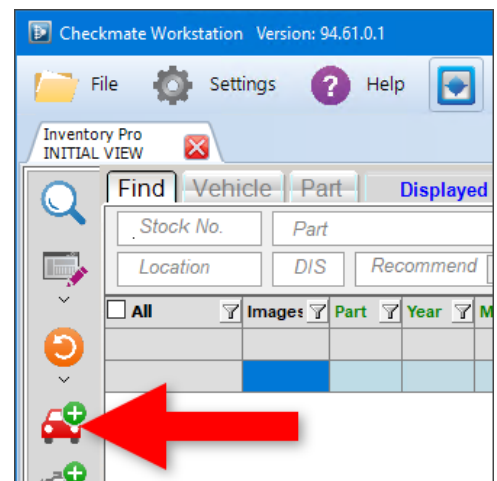 Checkmate Workstation Version: 94.61.0.1
File Settings ? Help
Inventory Pro
INITIAL VIEW
Find Vehicle Part Displayed
Stock No. Part
Location DIS Recommend
All Images Part Year M